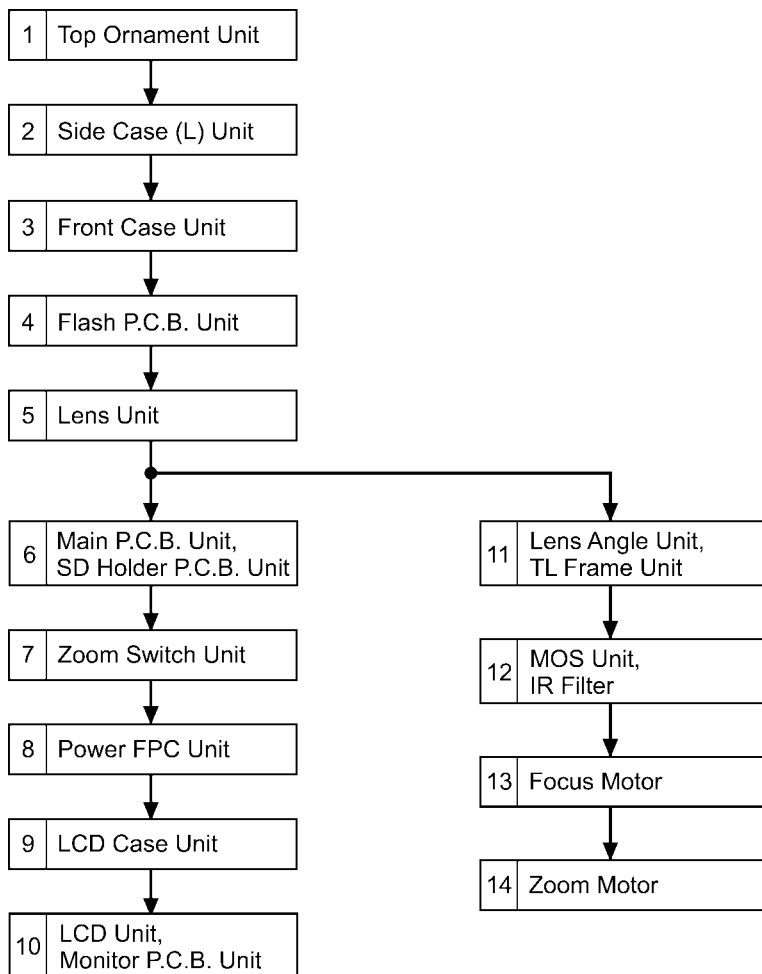 1 Top Ornament Unit
2 Side Case (L) Unit
3 Front Case Unit
4 Flash P.C.B. Unit
5 Lens Unit
6 Main P.C.B. Unit,
SD Holder P.C.B. Unit
7 Zoom Switch Unit
8 Power FPC Unit
9 LCD Case Unit
10 LCD Unit,
Monitor P.C.B. Unit
11 Lens Angle Unit,
TL Frame Unit
12 MOS Unit,
IR Filter
13 Focus Motor
14 Zoom Motor